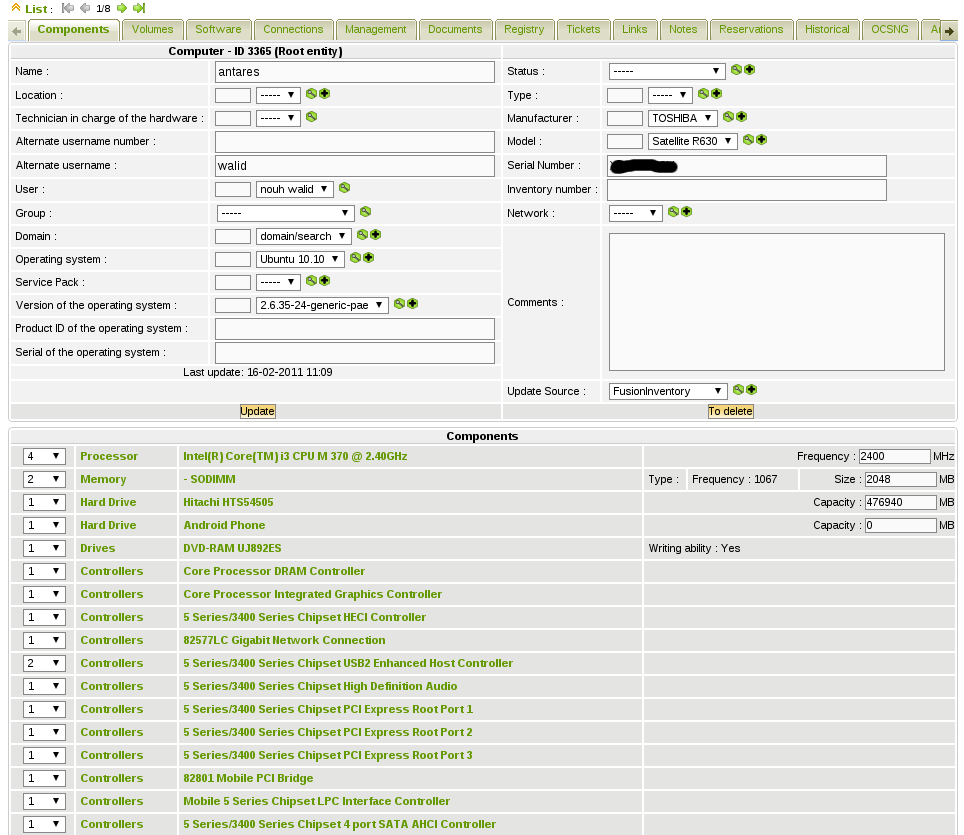 List : 1/8
Components Volumes Software Connections Management Documents Registry Tickets Links Notes Reservations Historical OCSNG
Computer - ID 3365 (Root entity)
Name : antares Status : -----
Location : ----- Type : -----
Technician in charge of the hardware : ----- Manufacturer : TOSHIBA
Alternate username number : Model : Satellite R630
Alternate username : walid Serial Number :
User : nouh walid Inventory number :
Group : ----- Network : -----
Domain : domain/search
Operating system : Ubuntu 10.10
Service Pack : -----
Version of the operating system : 2.6.35-24-generic-pae Comments :
Product ID of the operating system :
Serial of the operating system :
Last update: 16-02-2011 11:09
Update Source : FusionInventory
Update To delete
Components
4 Processor Intel(R) Core(TM) i3 CPU M 370 @ 2.40GHz Frequency : 2400 MHz
2 Memory - SODIMM Type : Frequency : 1067 Size : 2048 MB
1 Hard Drive Hitachi HTS54505 Capacity : 476940 MB
1 Hard Drive Android Phone Capacity : 0 MB
1 Drives DVD-RAM UJ892ES Writing ability : Yes
1 Controllers Core Processor DRAM Controller
1 Controllers Core Processor Integrated Graphics Controller
1 Controllers 5 Series/3400 Series Chipset HECI Controller
1 Controllers 82577LC Gigabit Network Connection
2 Controllers 5 Series/3400 Series Chipset USB2 Enhanced Host Controller
1 Controllers 5 Series/3400 Series Chipset High Definition Audio
1 Controllers 5 Series/3400 Series Chipset PCI Express Root Port 1
1 Controllers 5 Series/3400 Series Chipset PCI Express Root Port 2
1 Controllers 5 Series/3400 Series Chipset PCI Express Root Port 3
1 Controllers 82801 Mobile PCI Bridge
1 Controllers Mobile 5 Series Chipset LPC Interface Controller
1 Controllers 5 Series/3400 Series Chipset 4 port SATA AHCI Controller